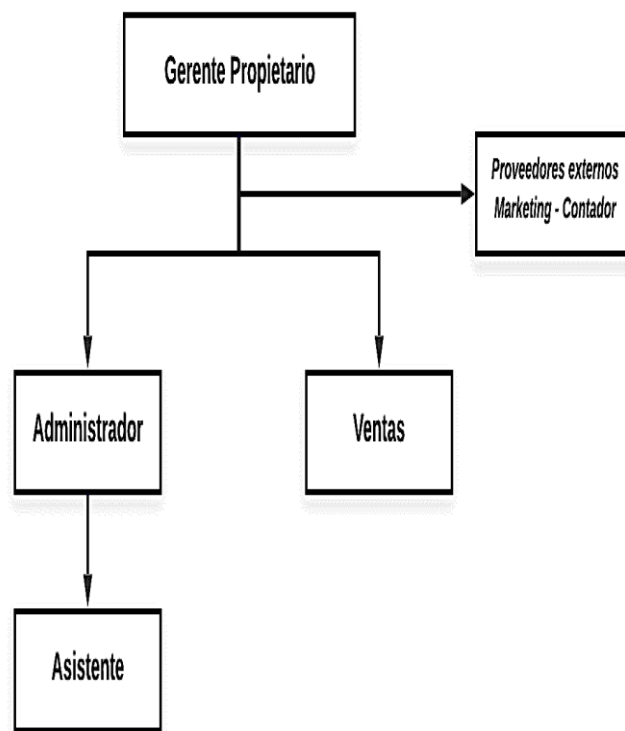 Gerente Propietario
Proveedores externos
Marketing - Contador
Administrador
Ventas
Asistente